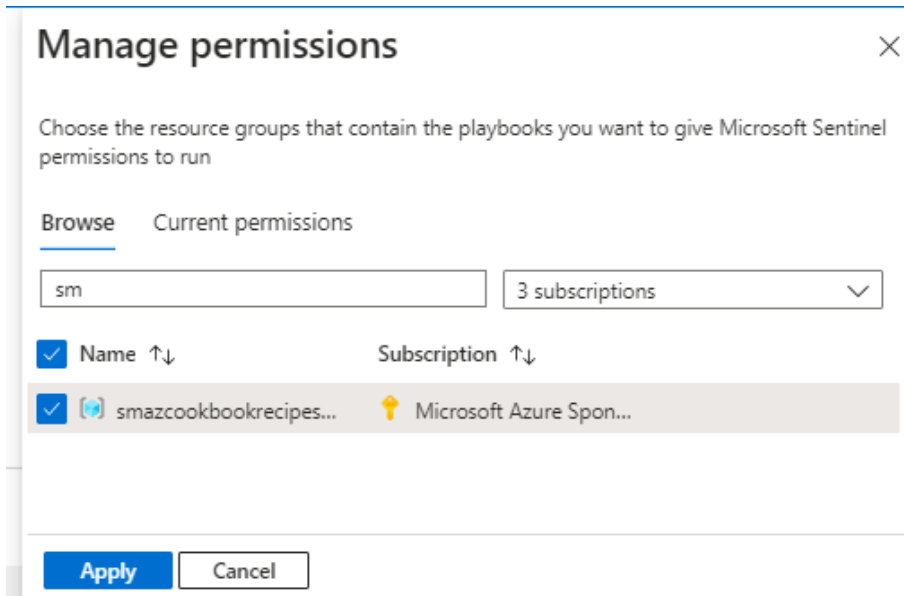 Manage permissions
Choose the resource groups that contain the playbooks you want to give Microsoft Sentinel
permissions to run
Browse Current permissions
sm 3 subscriptions
Name Subscription
smazcookbookrecipes... Microsoft Azure Spon...
Apply Cancel